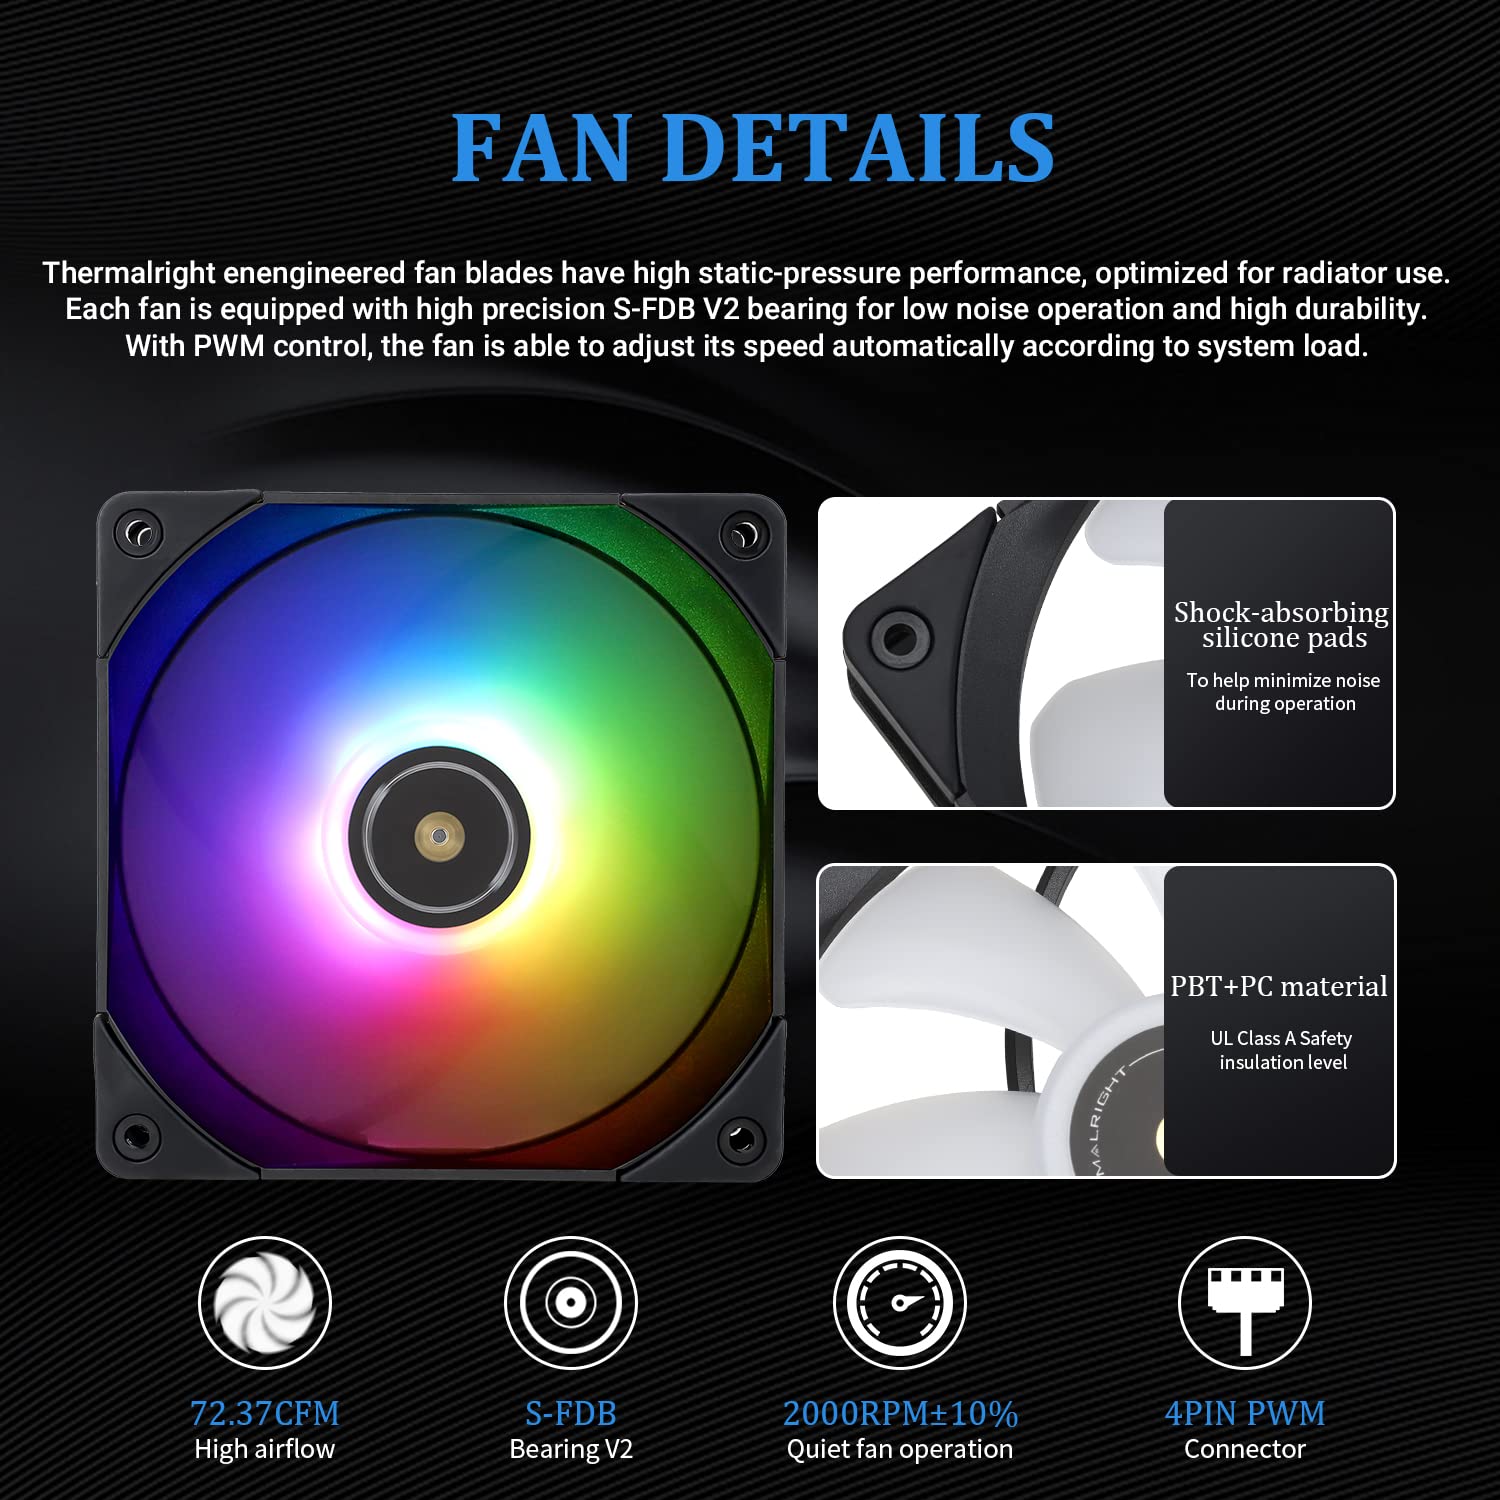 FAN DETAILS
Thermalright enengineered fan blades have high static-pressure performance, optimized for radiator use.
Each fan is equipped with high precision S-FDB V2 bearing for low noise operation and high durability.
With PWM control, the fan is able to adjust its speed automatically according to system load.
Shock-absorbing
silicone pads
To help minimize noise
during operation
PBT+PC material
UL Class A Safety
insulation level
MALRIGHT
72.37CFM
High airflow
S-FDB
Bearing V2
2000RPM±10%
Quiet fan operation
4PIN PWM
Connector